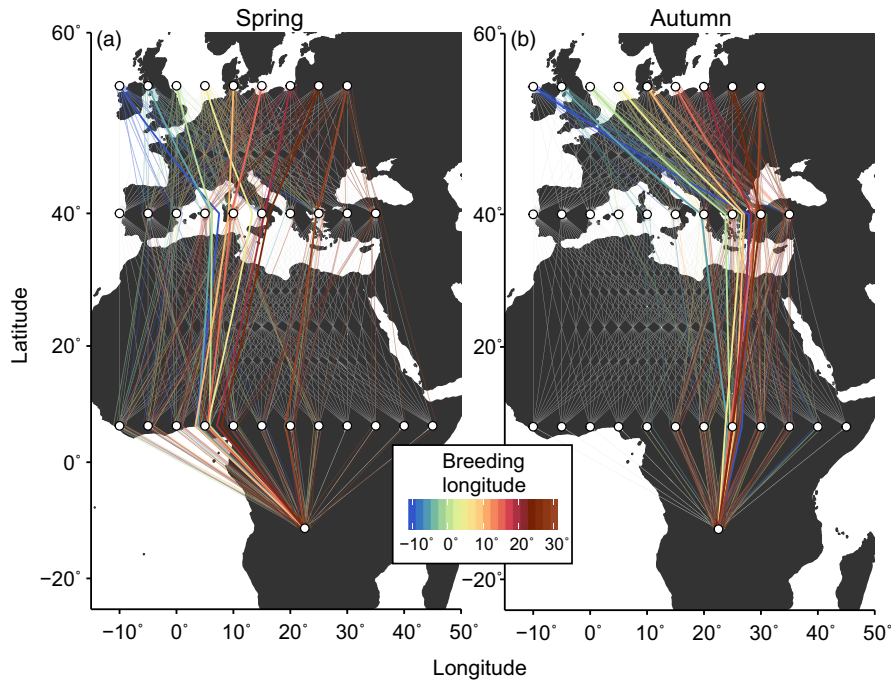 Spring
Autumn
(a)
(b)
60˚
40˚
20˚
0˚
−20˚
60˚
40˚
20˚
0˚
−20˚
Latitude
Breeding
longitude
−10˚ 0˚ 10˚ 20˚ 30˚
−10˚ 0˚ 10˚ 20˚ 30˚ 40˚ 50˚
−10˚ 0˚ 10˚ 20˚ 30˚ 40˚ 50˚
Longitude